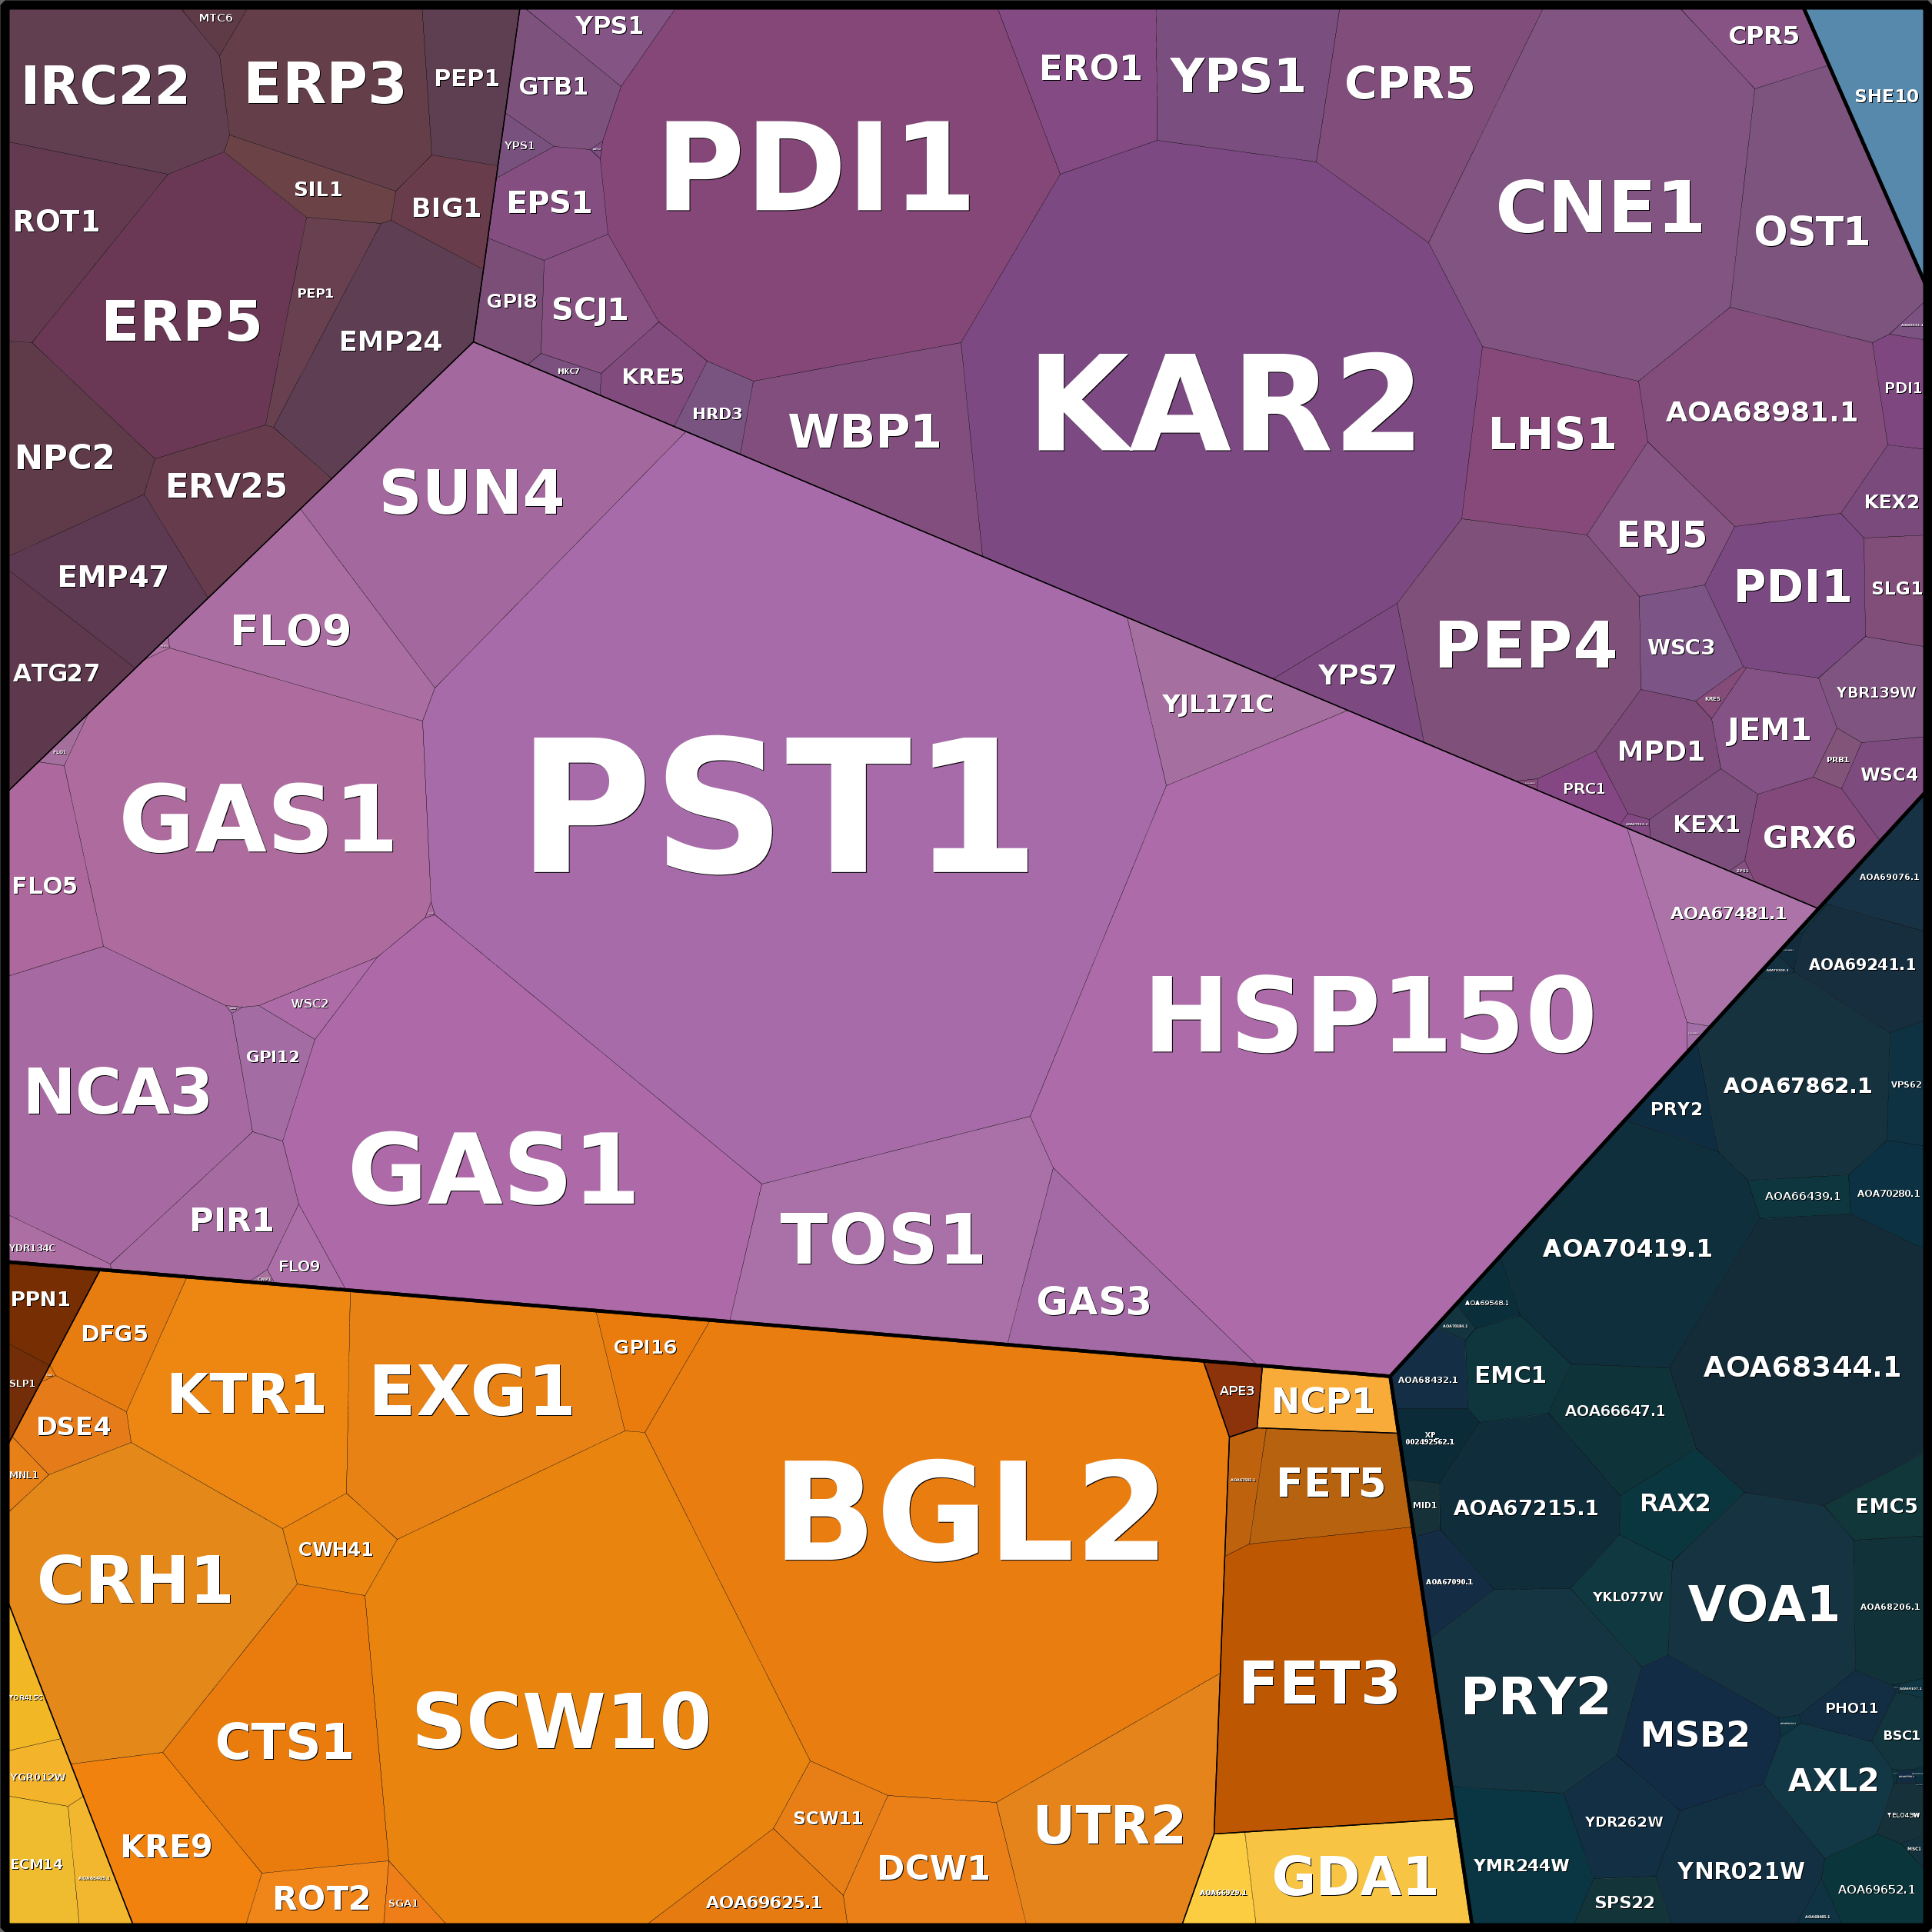 MTC6
IRC22
ERP3
PEP1
ROT1
SIL1
BIG1
ERP5
PEP1
EMP24
NPC2
ERV25
EMP47
ATG27
YPS1
GTB1
YPS1
EPS1
PDI1
ERO1
YPS1
CPR5
CPR5
CNE1
OST1
SHE10
GPI8
SCJ1
HKC7
KRE5
HRD3
WBP1
KAR2
LHS1
AOA68981.1
PDI1
KEX2
ERJ5
PDI1
SLG1
PEP4
WSC3
YPS7
KRE5
YBR139W
JEM1
MPD1
PRB1
WSC4
PRC1
KEX1
GRX6
SUN4
FLO9
FLO1
GAS1
PST1
YJL171C
FLO5
AOA67481.1
HSP150
WSC2
GPI12
NCA3
GAS1
PIR1
TOS1
YDR134C
FLO9
CWP1
GAS3
AOA69076.1
AOA69241.1
AOA67862.1
VPS62
PRY2
AOA66439.1
AOA70280.1
AOA70419.1
AOA69548.1
AOA68344.1
AOA68432.1
EMC1
AOA66647.1
XP
002492562.1
MID1
AOA67215.1
RAX2
EMC5
AOA67090.1
YKL077W
VOA1
AOA68206.1
PRY2
MSB2
PHO11
BSC1
AXL2
YDR262W
YEL043W
YMR244W
YNR021W
MSC1
AOA69652.1
SPS22
PPN1
DFG5
SLP1
KTR1
EXG1
GPI16
APE3
NCP1
DSE4
MNL1
BGL2
FET5
CWH41
CRH1
FET3
CTS1
SCW10
YGR012W
SCW11
UTR2
KRE9
DCW1
ECM14
ROT2
SGA1
AOA69625.1
AOA66929.1
GDA1